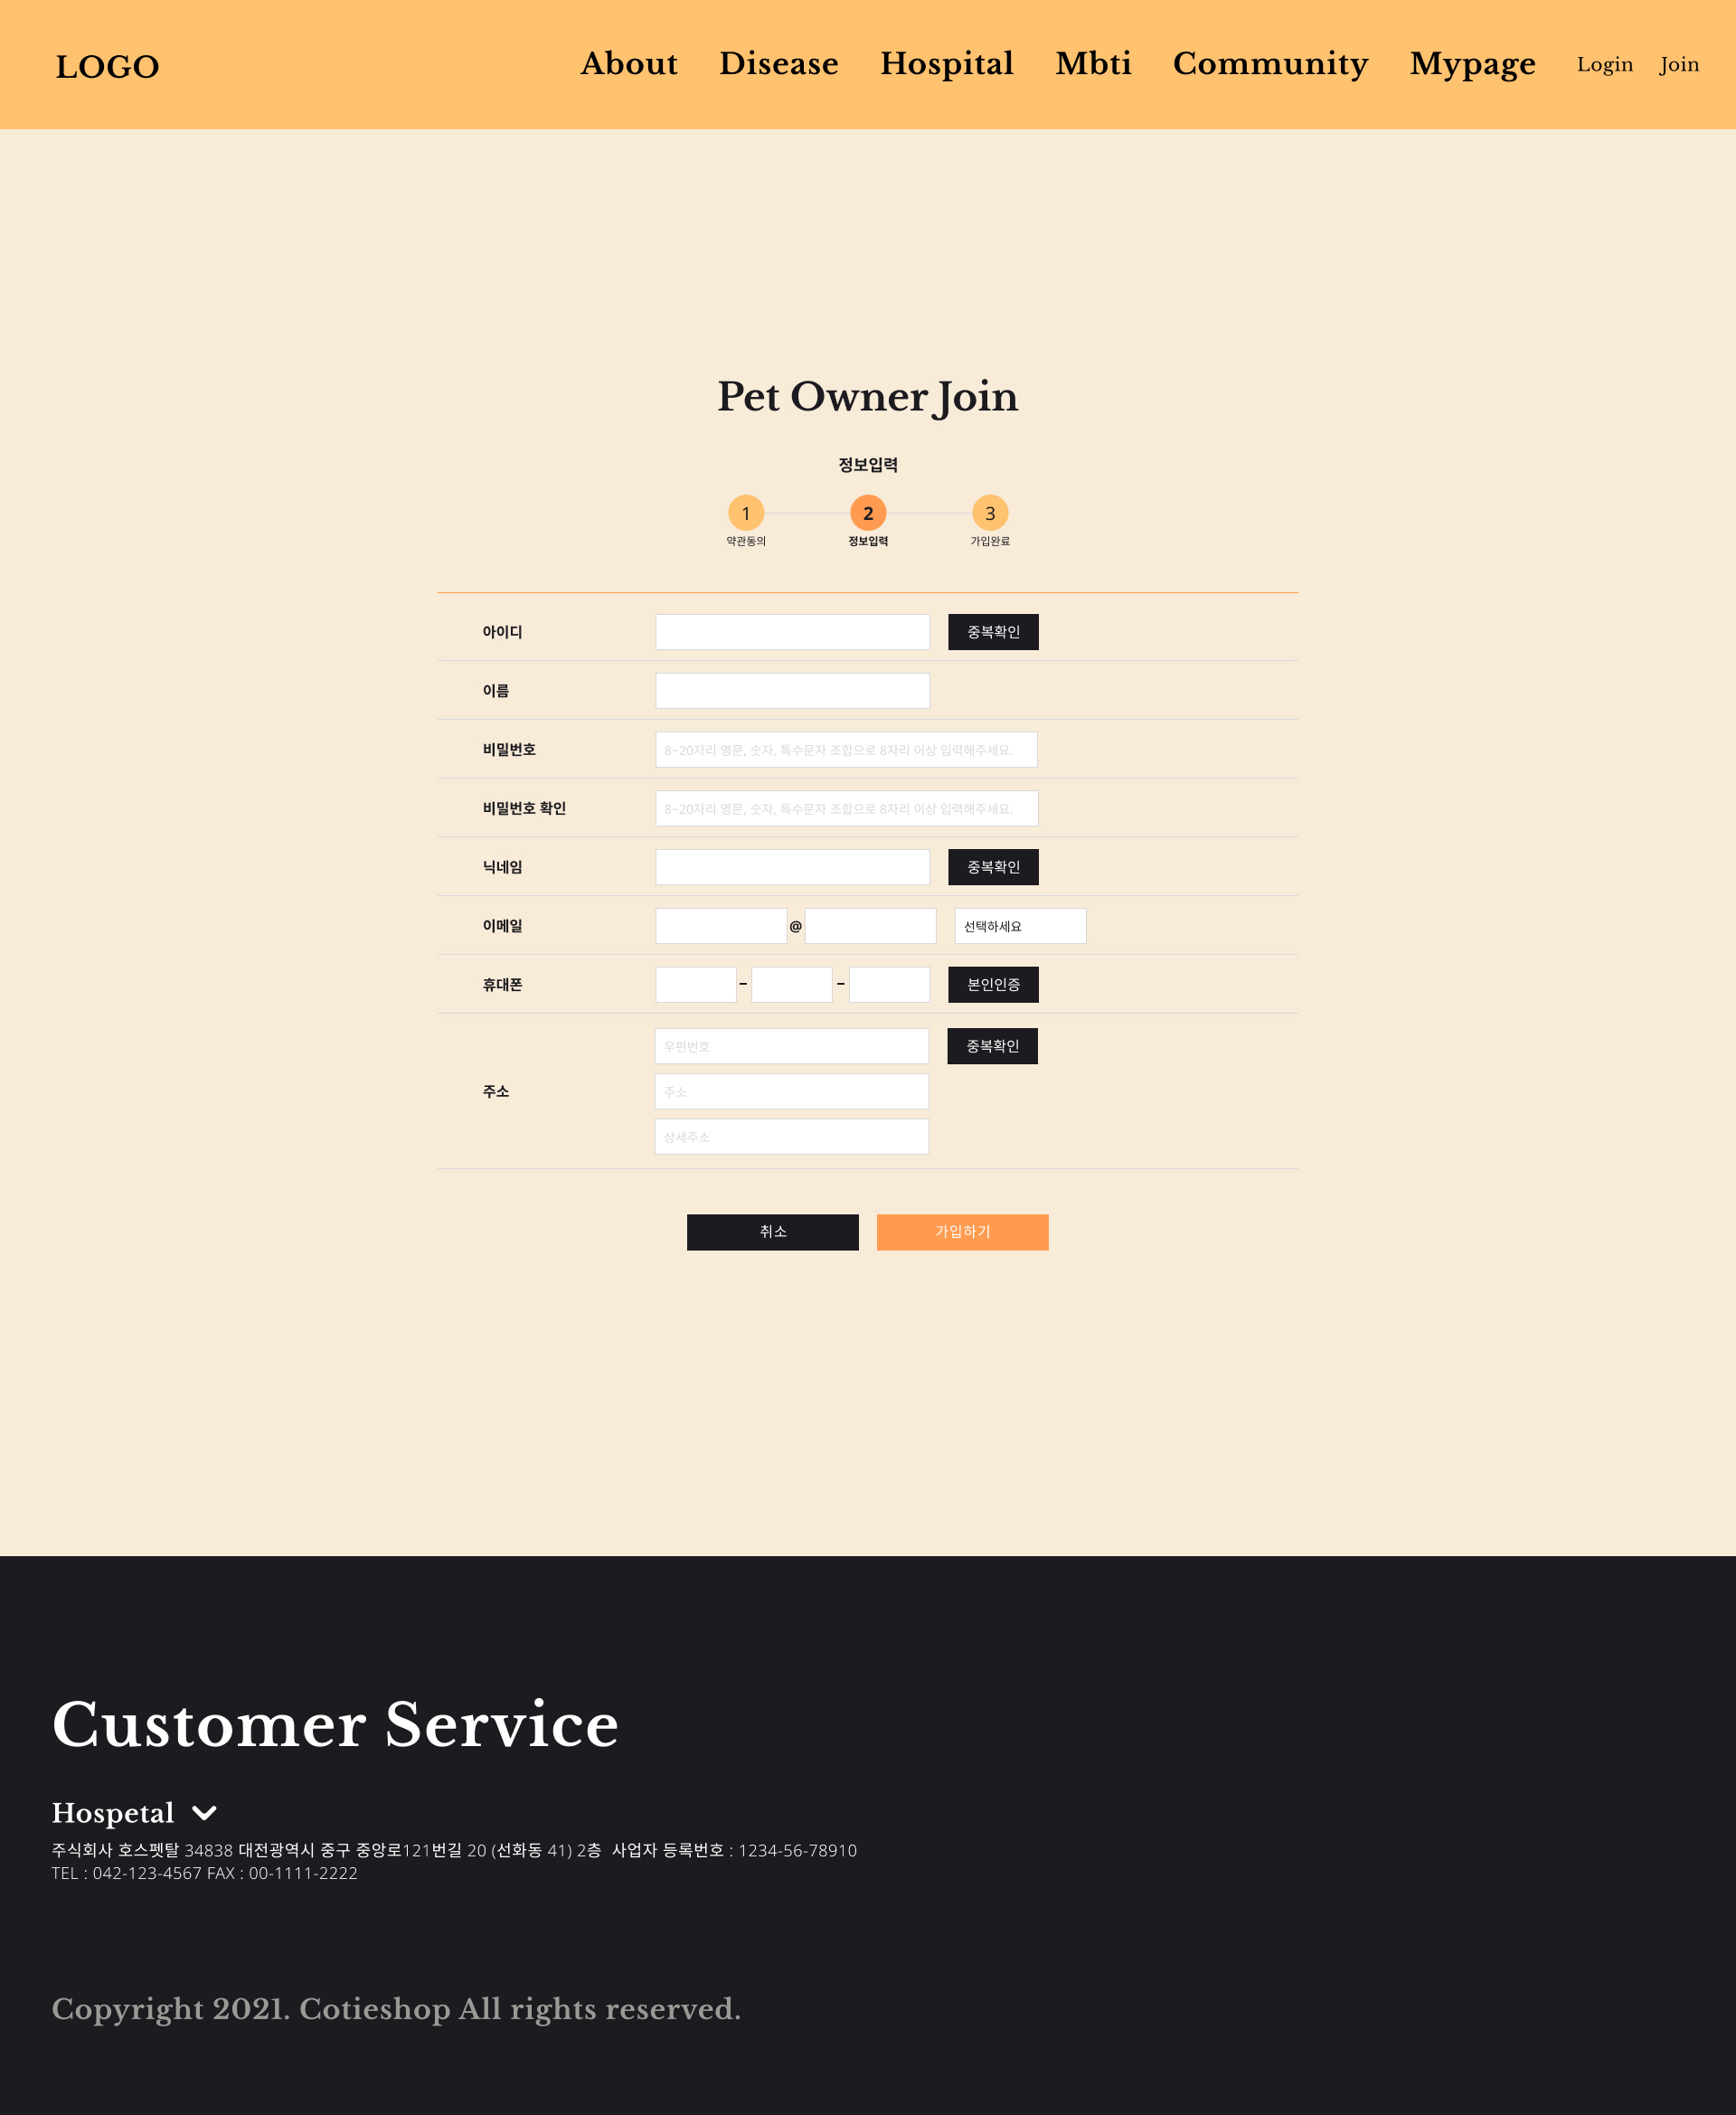 LOGO About Disease Hospital Mbti Community Mypage Login Join
Pet Owner Join
정보입력
1 2 3
약관동의 정보입력 가입완료
아이디 중복확인
이름
비밀번호 8~20자리 영문, 숫자, 특수문자 조합으로 8자리 이상 입력해주세요.
비밀번호 확인 8~20자리 영문, 숫자, 특수문자 조합으로 8자리 이상 입력해주세요.
닉네임 중복확인
이메일 @ 선택하세요
휴대폰 - - 본인인증
우편번호 중복확인
주소 주소
상세주소
취소 가입하기
Customer Service
Hospetal
주식회사 호스펫탈 34838 대전광역시 중구 중앙로121번길 20 (선화동 41) 2층 사업자 등록번호 : 1234-56-78910
TEL : 042-123-4567 FAX : 00-1111-2222
Copyright 2021. Cotieshop All rights reserved.